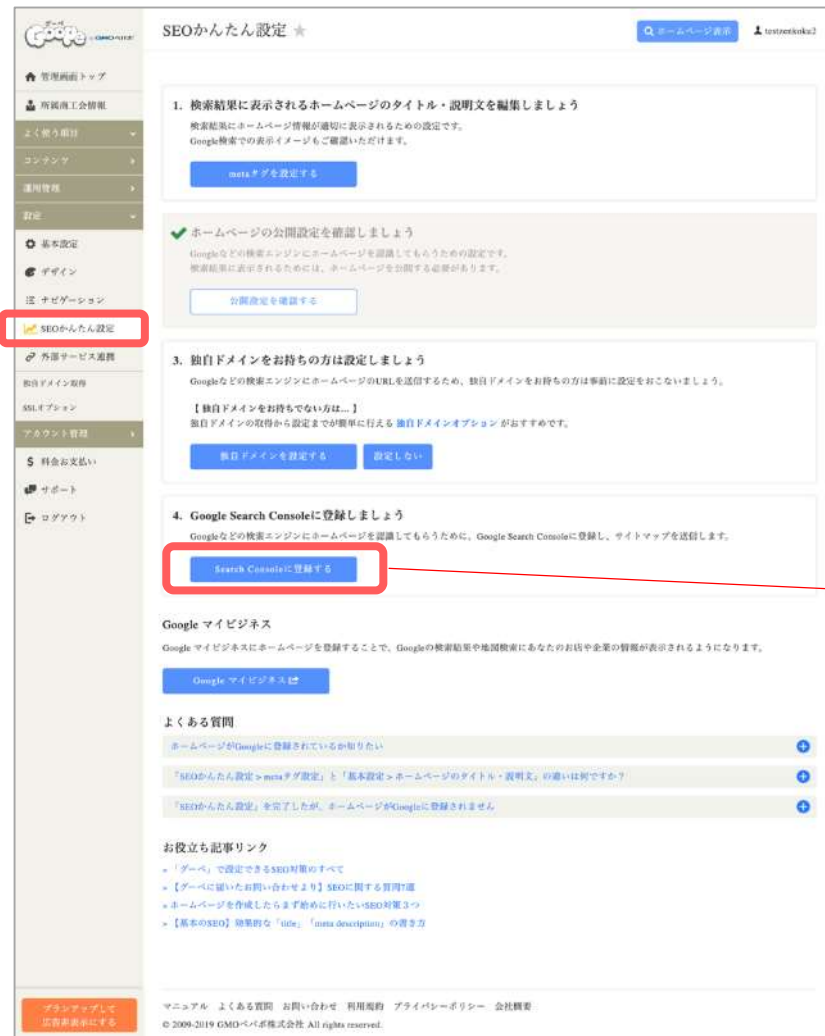 グーペ
Goope by GMOペパボ
SEOかんたん設定 ★
ホームページ表示
testzenkoku2
管理画面トップ
所属商工会情報
よく使う項目
コンテンツ
運用管理
設定
基本設定
デザイン
ナビゲーション
SEOかんたん設定
外部サービス連携
独自ドメイン取得
SSLオプション
アカウント管理
料金お支払い
サポート
ログアウト
プランアップして
広告非表示にする
1. 検索結果に表示されるホームページのタイトル・説明文を編集しましょう
検索結果にホームページ情報が適切に表示されるための設定です。
Google検索での表示イメージもご確認いただけます。
metaタグを設定する
ホームページの公開設定を確認しましょう
Googleなどの検索エンジンにホームページを認識してもらうための設定です。
検索結果に表示されるためには、ホームページを公開する必要があります。
公開設定を確認する
3. 独自ドメインをお持ちの方は設定しましょう
Googleなどの検索エンジンにホームページのURLを送信するため、独自ドメインをお持ちの方は事前に設定をおこないましょう。
【 独自ドメインをお持ちでない方は... 】
独自ドメインの取得から設定までが簡単に行える 独自ドメインオプション がおすすめです。
独自ドメインを設定する
設定しない
4. Google Search Consoleに登録しましょう
Googleなどの検索エンジンにホームページを認識してもらうために、Google Search Consoleに登録し、サイトマップを送信します。
Search Consoleに登録する
Google マイビジネス
Google マイビジネスにホームページを登録することで、Googleの検索結果や地図検索にあなたのお店や企業の情報が表示されるようになります。
Google マイビジネス
よくある質問
ホームページがGoogleに登録されているか知りたい
「SEOかんたん設定 > metaタグ設定」と「基本設定 > ホームページのタイトル・説明文」の違いは何ですか？
「SEOかんたん設定」を完了したが、ホームページがGoogleに登録されません
お役立ち記事リンク
» 「グーペ」で設定できるSEO対策のすべて
» 【グーペに届いたお問い合わせより】SEOに関する質問7選
» ホームページを作成したらまず始めに行いたいSEO対策３つ
» 【基本のSEO】効果的な「title」「meta description」の書き方
マニュアル よくある質問 お問い合わせ 利用規約 プライバシーポリシー 会社概要
© 2009-2019 GMOペパボ株式会社 All rights reserved.